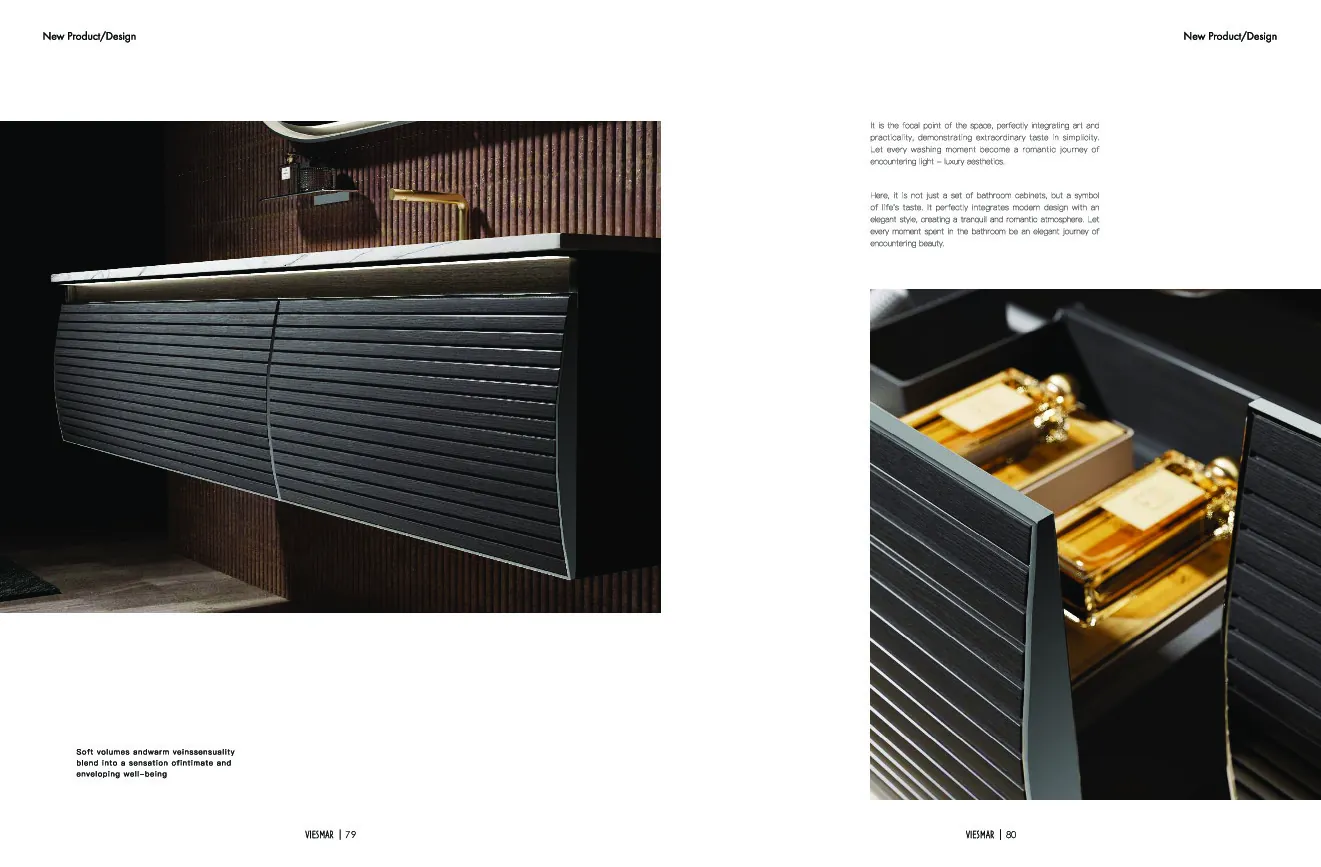 New Product/Design
New Product/Design
It is the focal point of the space, perfectly integrating art and
practicality, demonstrating extraordinary taste in simplicity.
Let every washing moment become a romantic journey of
encountering light – luxury aesthetics.
Here, it is not just a set of bathroom cabinets, but a symbol
of life's taste. It perfectly integrates modern design with an
elegant style, creating a tranquil and romantic atmosphere. Let
every moment spent in the bathroom be an elegant journey of
encountering beauty.
Soft volumes andwarm veinssensuality
blend into a sensation ofintimate and
enveloping well–being
VIESMAR | 79
VIESMAR | 80